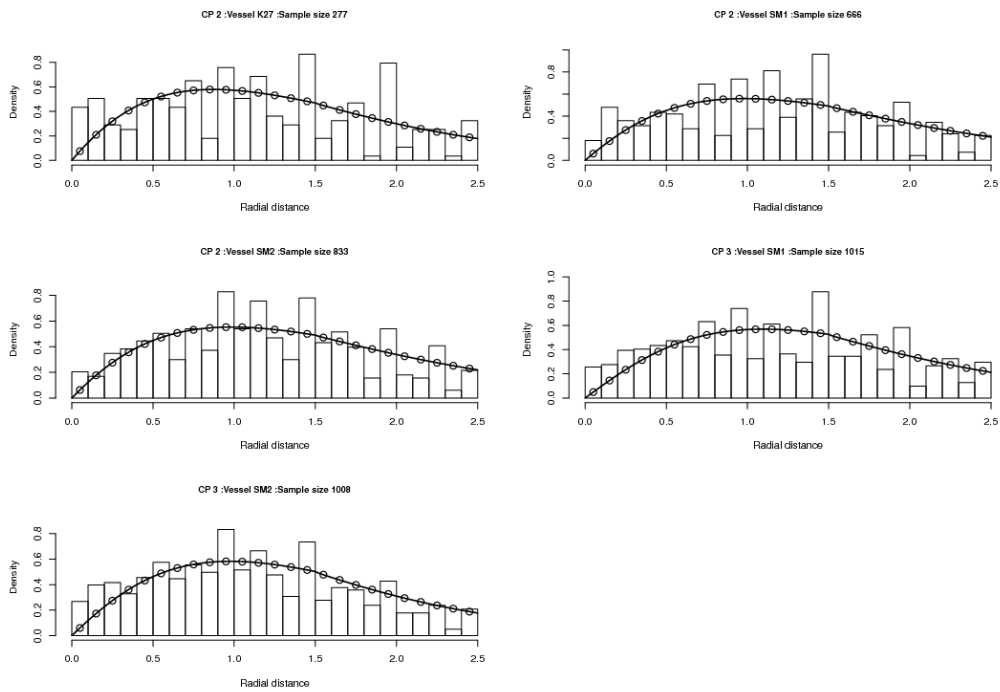 CP 2 :Vessel K27 :Sample size 277
Density
0.0 0.2 0.4 0.6 0.8
0.0 0.5 1.0 1.5 2.0 2.5
Radial distance
CP 2 :Vessel SM1 :Sample size 666
Density
0.0 0.4 0.8
0.0 0.5 1.0 1.5 2.0 2.5
Radial distance
CP 2 :Vessel SM2 :Sample size 833
Density
0.0 0.2 0.4 0.6 0.8
0.0 0.5 1.0 1.5 2.0 2.5
Radial distance
CP 3 :Vessel SM1 :Sample size 1015
Density
0.0 0.2 0.4 0.6 0.8 1.0
0.0 0.5 1.0 1.5 2.0 2.5
Radial distance
CP 3 :Vessel SM2 :Sample size 1008
Density
0.0 0.2 0.4 0.6 0.8
0.0 0.5 1.0 1.5 2.0 2.5
Radial distance